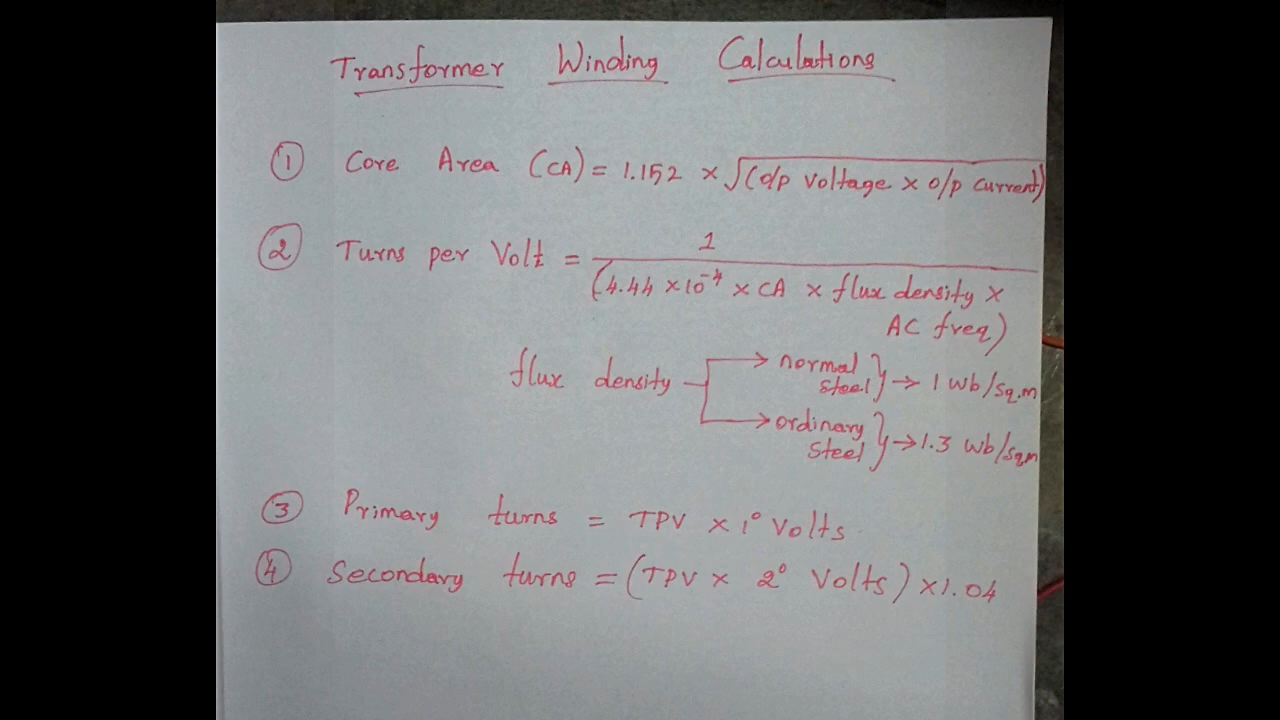 Transformer Winding Calculations
① Core Area (CA) = 1.152 × √(o/p voltage × o/p current)
② Turns per Volt = 1
(4.44 × 10⁻⁴ × CA × flux density ×
AC freq)
flux density → normal steel } → 1 wb/sq.m
→ ordinary steel } → 1.3 wb/sqm
③ Primary turns = TPV × 1° Volts
④ Secondary turns = (TPV × 2° Volts) × 1.04